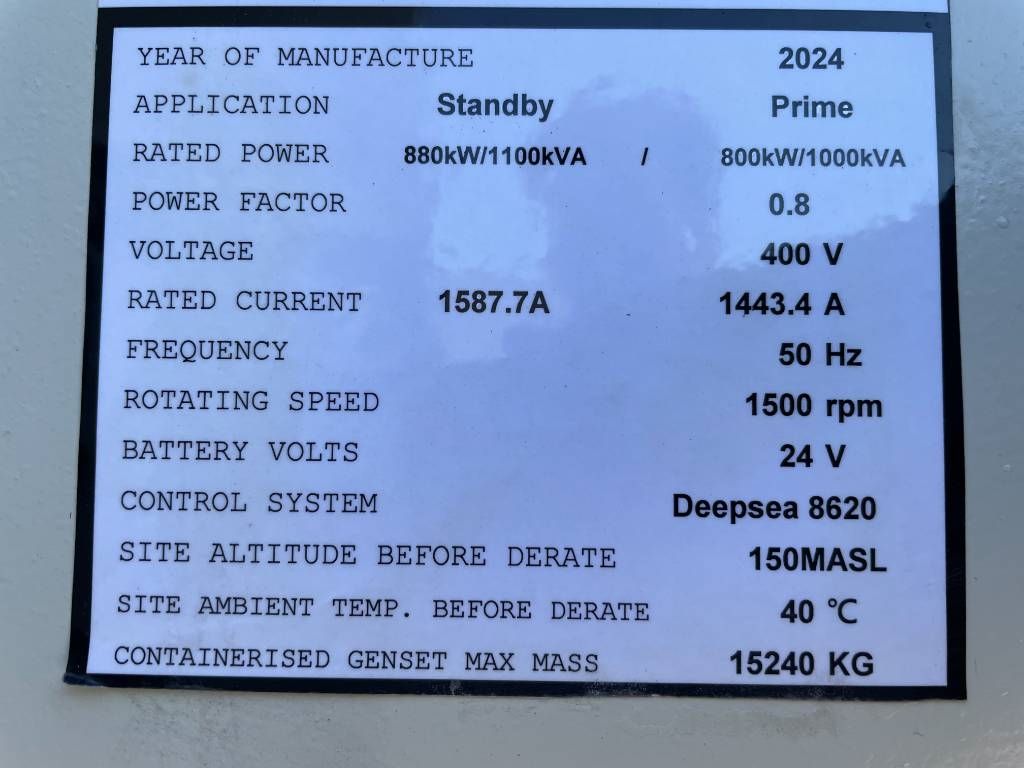 YEAR OF MANUFACTURE 2024
APPLICATION Standby Prime
RATED POWER 880kW/1100kVA / 800kW/1000kVA
POWER FACTOR 0.8
VOLTAGE 400 V
RATED CURRENT 1587.7A 1443.4 A
FREQUENCY 50 Hz
ROTATING SPEED 1500 rpm
BATTERY VOLTS 24 V
CONTROL SYSTEM Deepsea 8620
SITE ALTITUDE BEFORE DERATE 150MASL
SITE AMBIENT TEMP. BEFORE DERATE 40 ℃
CONTAINERISED GENSET MAX MASS 15240 KG